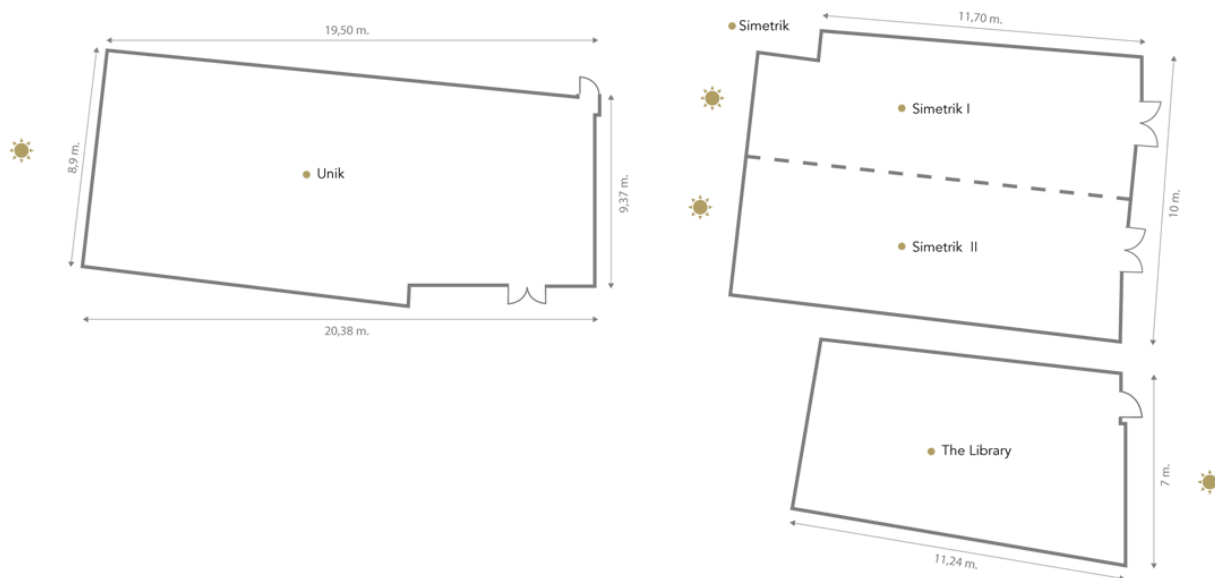 19,50 m.
8,9 m.
Unik
9,37 m.
20,38 m.
Simetrik
11,70 m.
Simetrik I
10 m.
Simetrik II
The Library
7 m.
11,24 m.